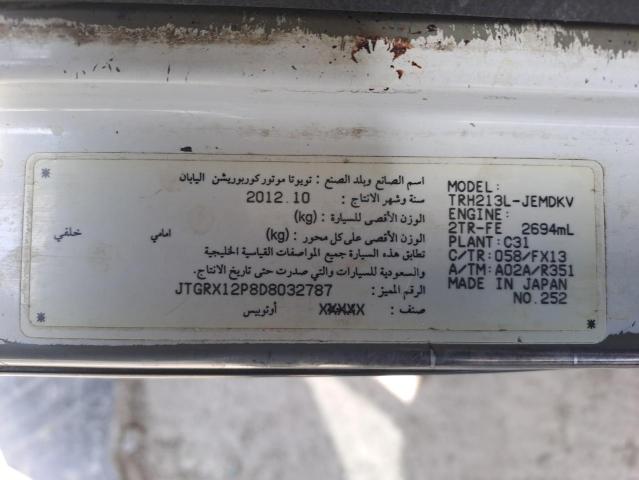 اسم الصانع وبلد الصنع : تويوتا موتور كوربوريشن اليابان
سنة وشهر الانتاج : 2012.10
الوزن الأقصى للسيارة : (kg)
الوزن الأقصى على كل محور : (kg) امامي خلفي
تطابق هذه السيارة جميع المواصفات القياسية الخليجية
والسعودية للسيارات والتي صدرت حتى تاريخ الانتاج.
الرقم المميز : JTGRX12P8D8032787
صنف : XXXXX أوتوبيس
MODEL:
TRH213L-JEMDKV
ENGINE:
2TR-FE 2694mL
PLANT:C31
C/TR:058/FX13
A/TM:A02A/R351
MADE IN JAPAN
NO.252